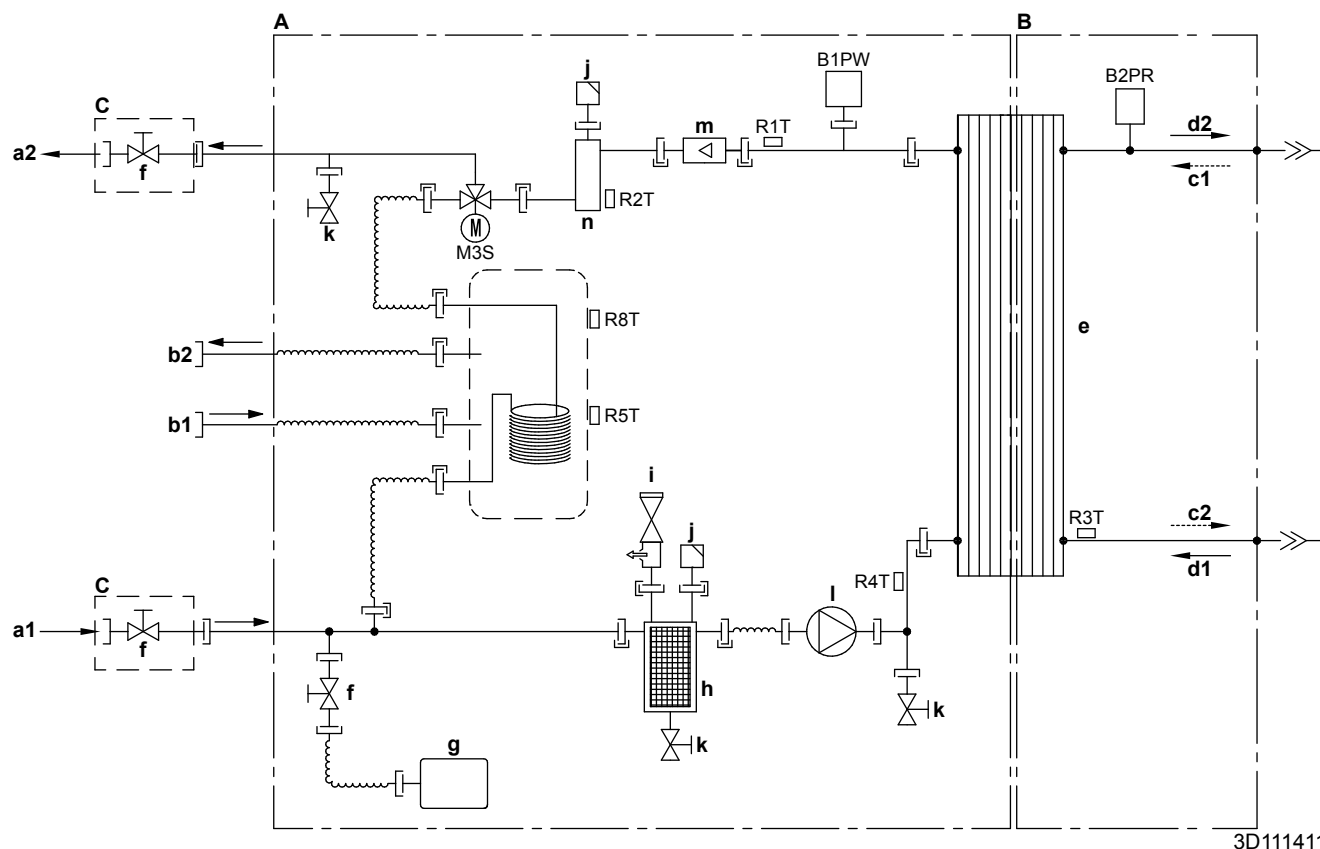 A
B
B1PW
B2PR
j
C
m
R1T
d2
a2
f
c1
R2T
k
n
M
M3S
R8T
e
b2
R5T
b1
i
R3T
c2
j
C
R4T
d1
l
a1
f
f
h
k
k
g
3D111411